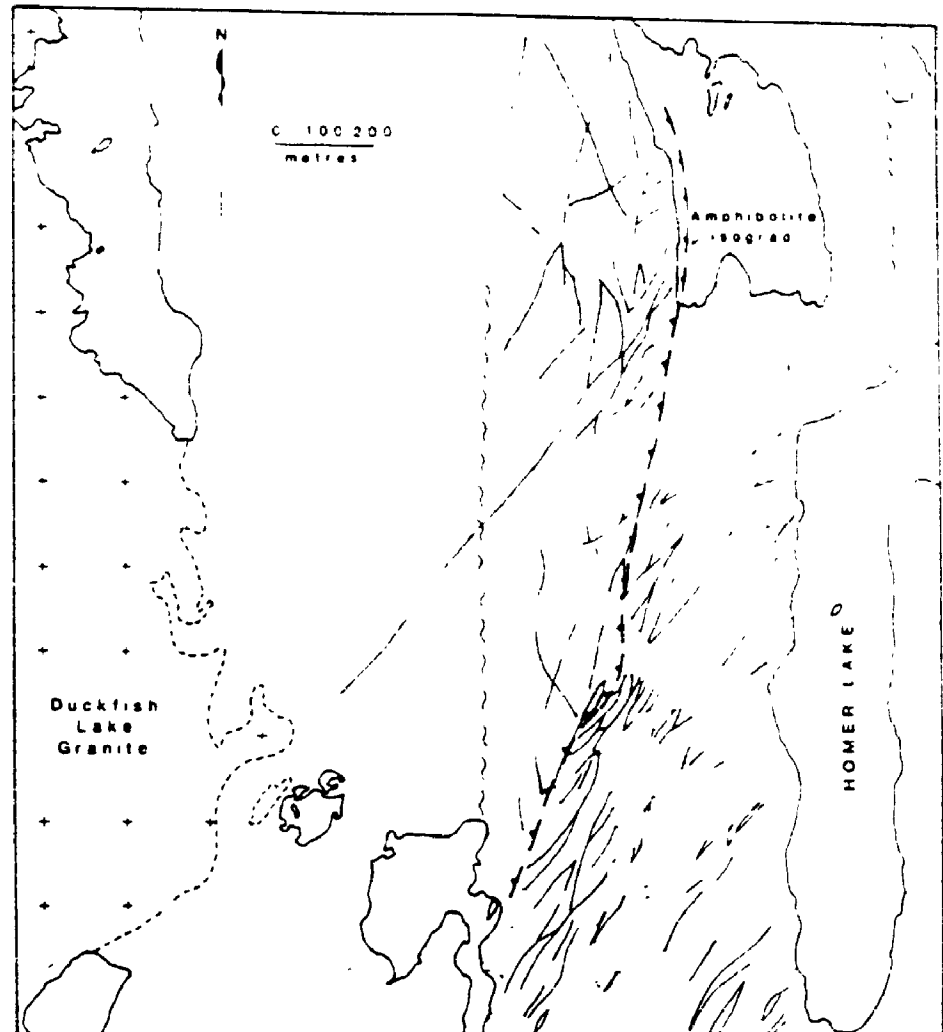 N
0 100 200
metres
Amphibolite
isograd
Duckfish
Lake
Granite
HOMER LAKE